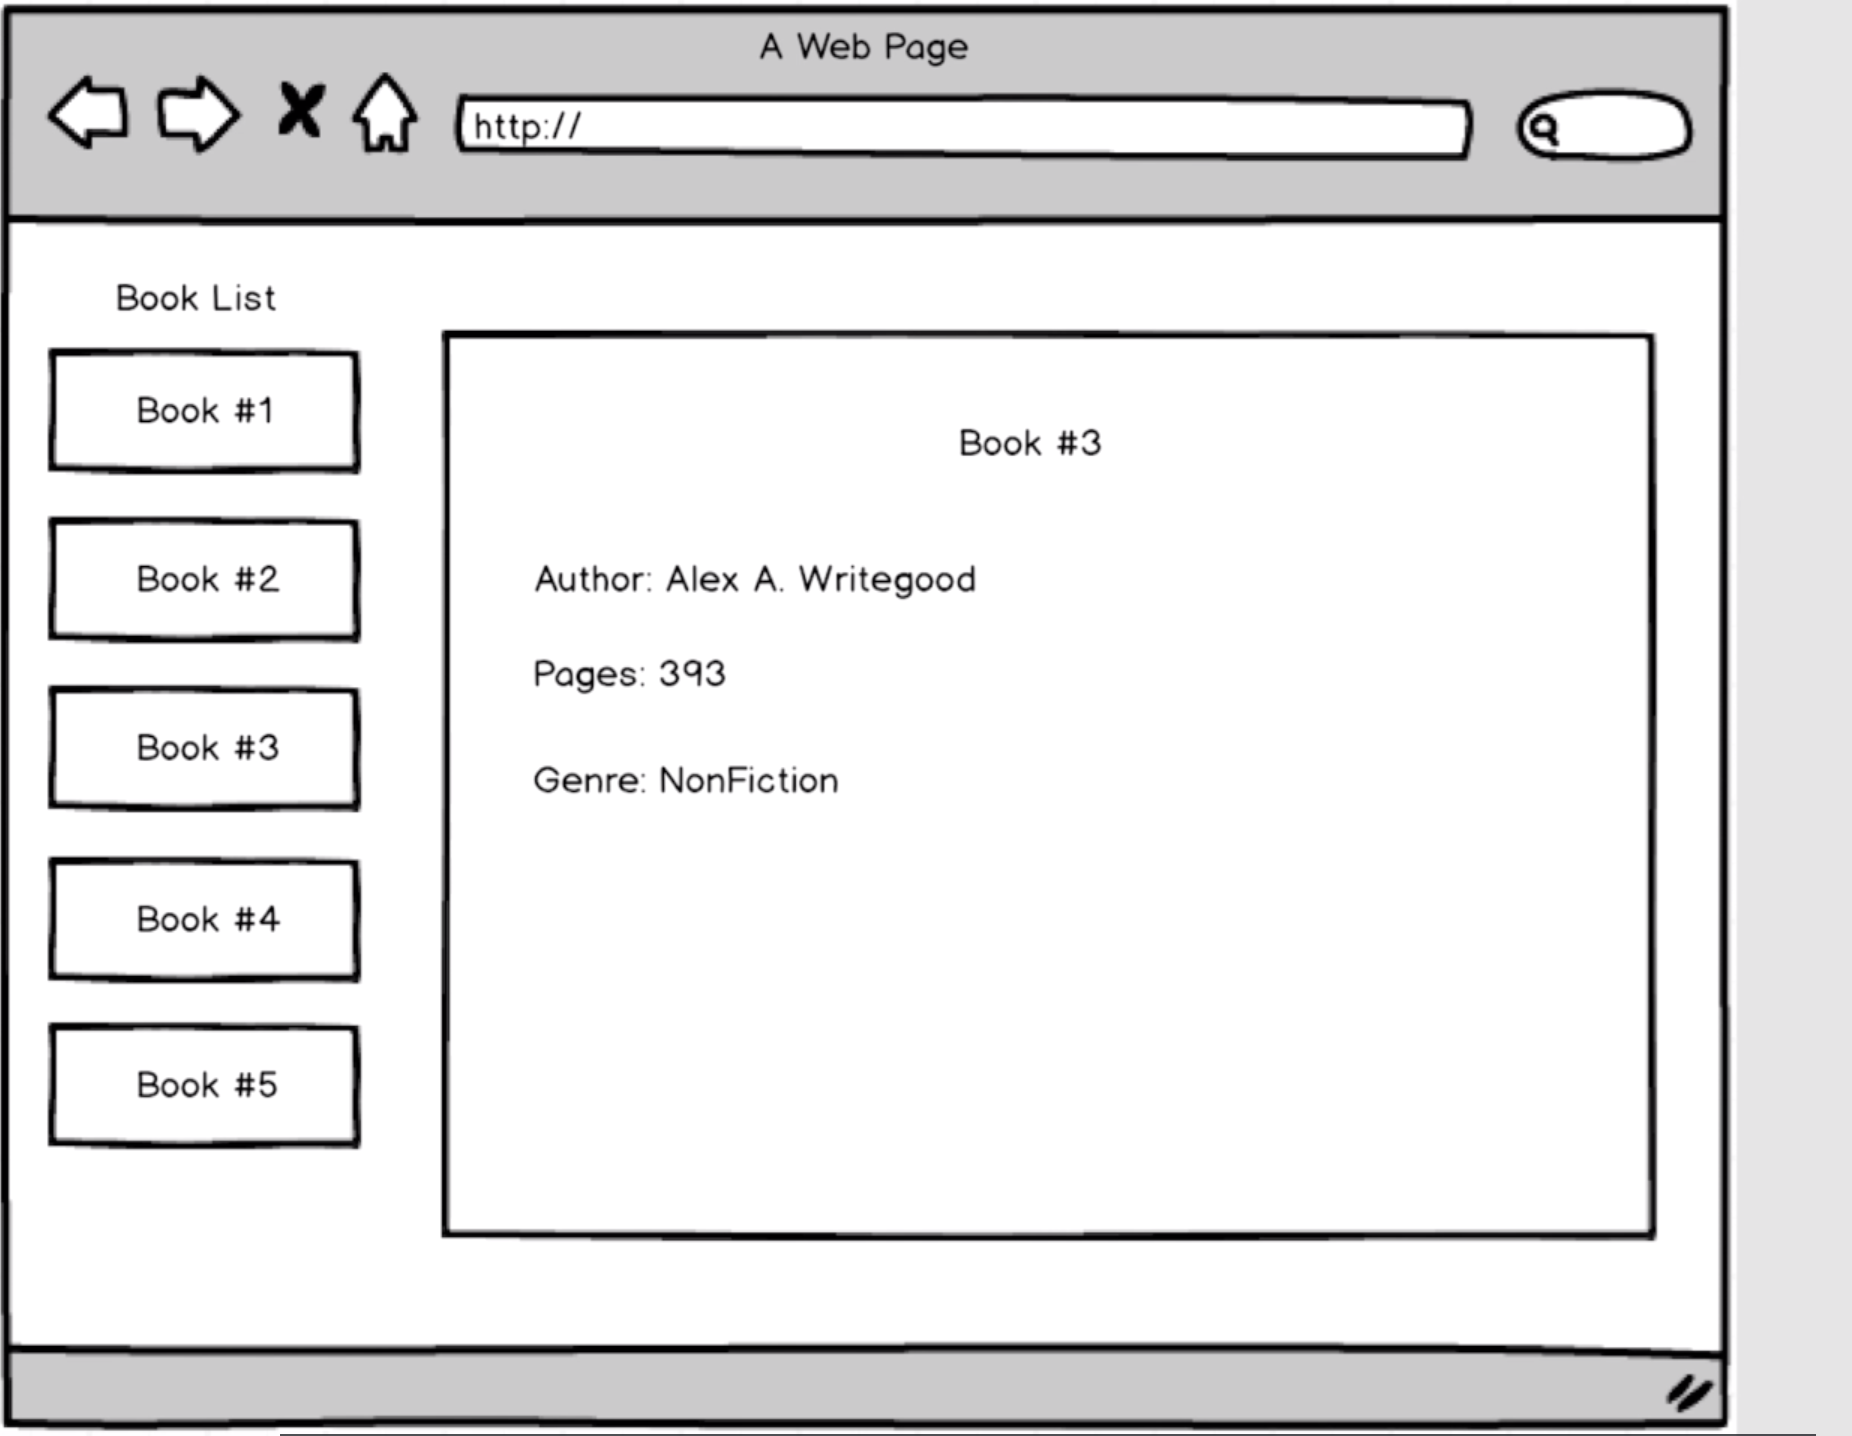 A Web Page
http://
Book List
Book #1
Book #2
Book #3
Book #4
Book #5
Book #3
Author: Alex A. Writegood
Pages: 393
Genre: NonFiction